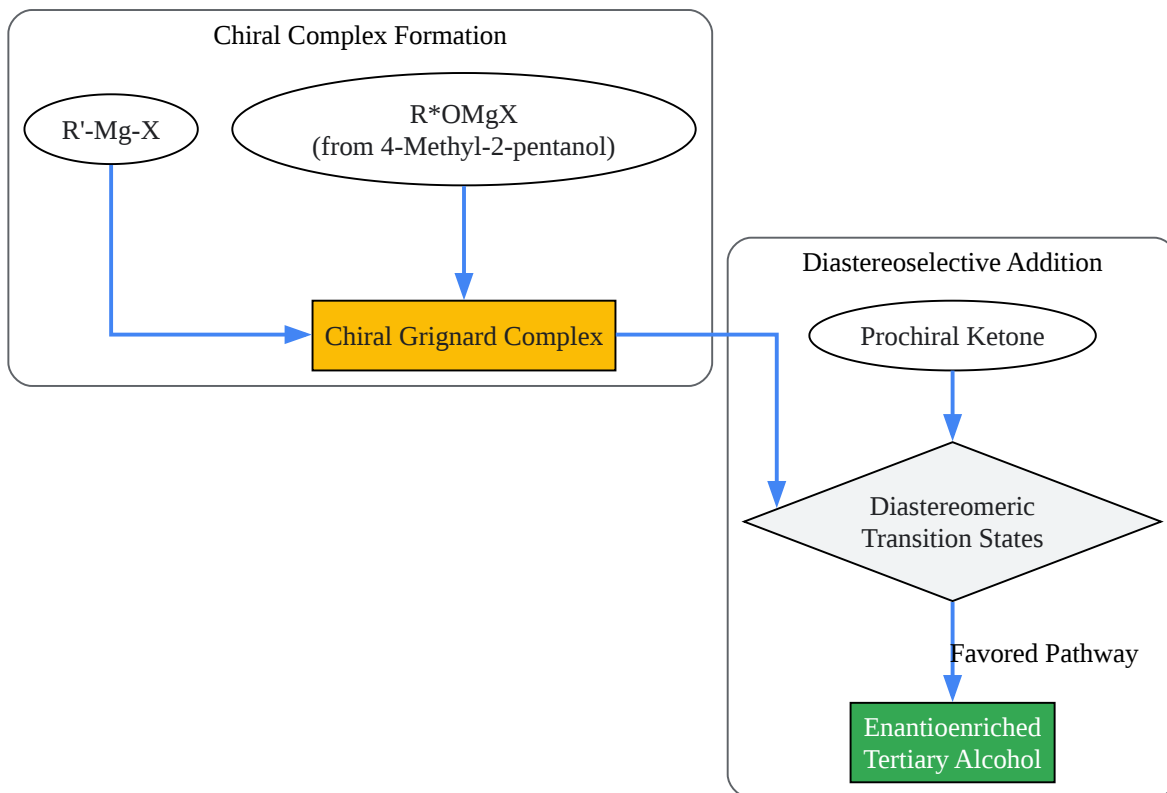 Chiral Complex Formation
R'-Mg-X
R*OMgX
(from 4-Methyl-2-pentanol)
Chiral Grignard Complex
Diastereoselective Addition
Prochiral Ketone
Diastereomeric
Transition States
Favored Pathway
Enantioenriched
Tertiary Alcohol